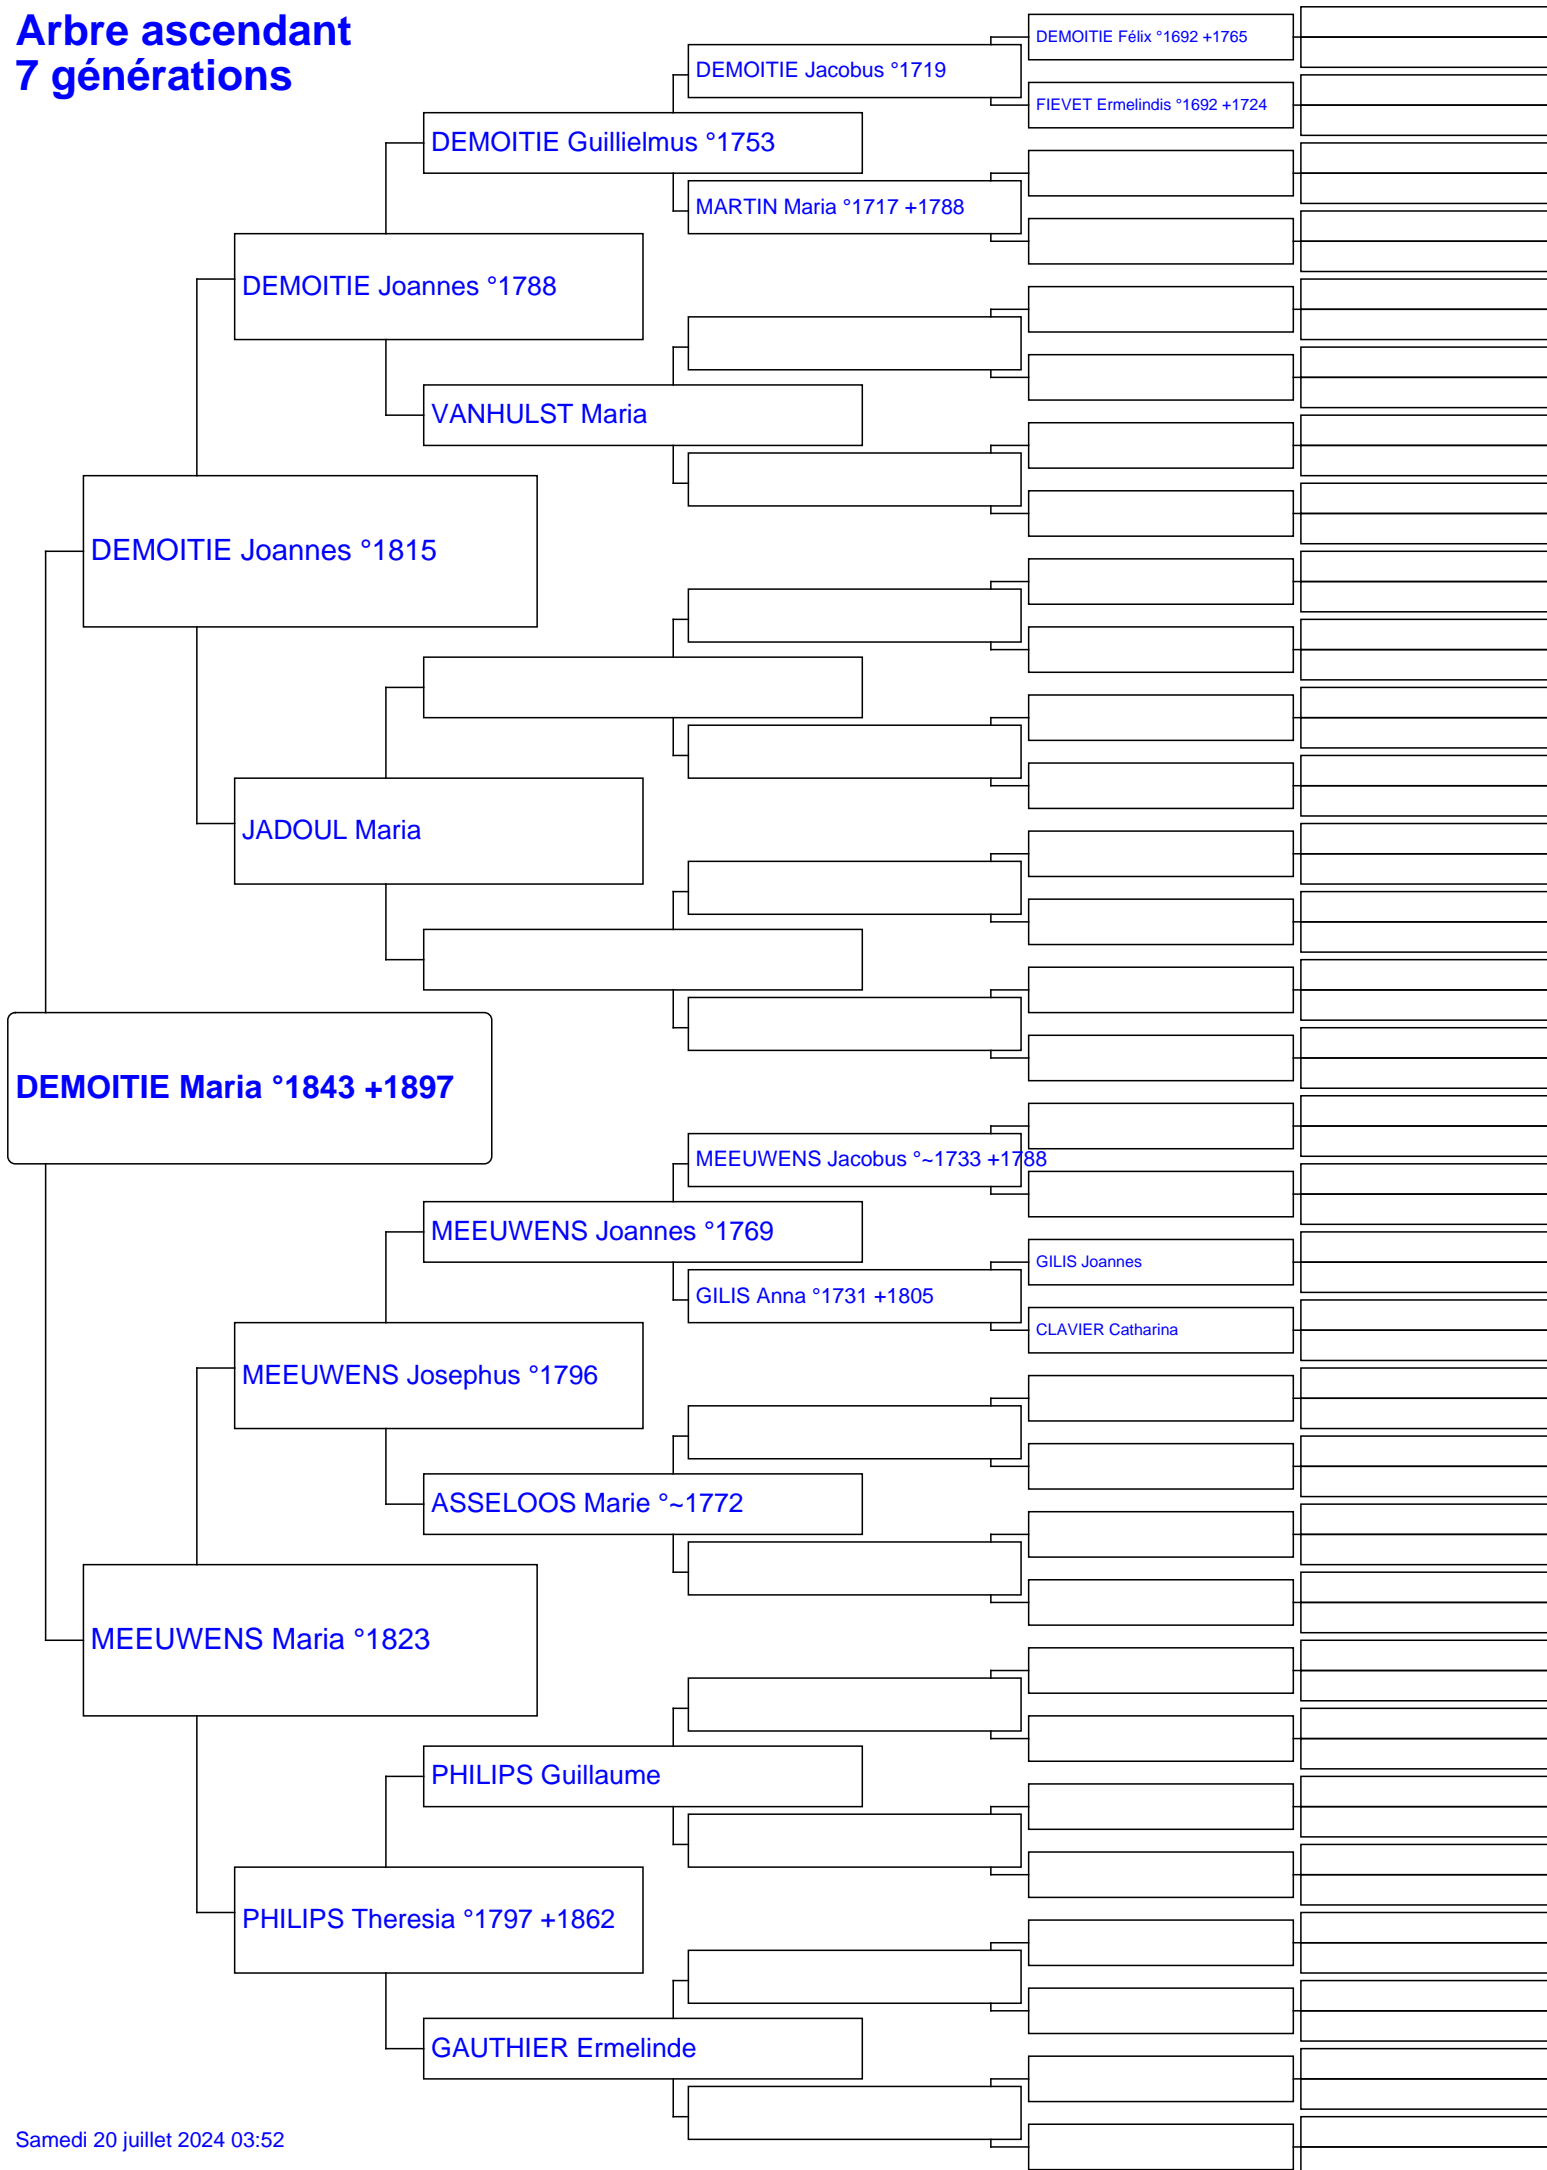 Arbre ascendant
7 générations
DEMOITIE Félix °1692 +1765
DEMOITIE Jacobus °1719
FIEVET Ermelindis °1692 +1724
DEMOITIE Guillielmus °1753
MARTIN Maria °1717 +1788
DEMOITIE Joannes °1788
VANHULST Maria
DEMOITIE Joannes °1815
JADOUL Maria
DEMOITIE Maria °1843 +1897
MEEUWENS Jacobus °~1733 +1788
MEEUWENS Joannes °1769
GILIS Joannes
GILIS Anna °1731 +1805
CLAVIER Catharina
MEEUWENS Josephus °1796
ASSELOOS Marie °~1772
MEEUWENS Maria °1823
PHILIPS Guillaume
PHILIPS Theresia °1797 +1862
GAUTHIER Ermelinde
Samedi 20 juillet 2024 03:52